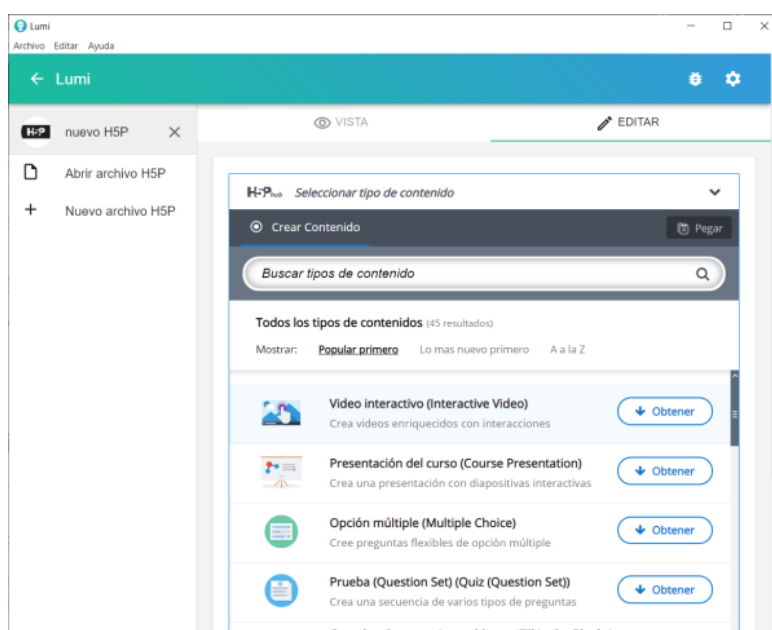 Lumi
Archivo Editar Ayuda
Lumi
H5P nuevo H5P
Abrir archivo H5P
Nuevo archivo H5P
VISTA
EDITAR
H5P hub Seleccionar tipo de contenido
Crear Contenido
Pegar
Buscar tipos de contenido
Todos los tipos de contenidos (45 resultados)
Mostrar: Popular primero Lo mas nuevo primero A a la Z
Video interactivo (Interactive Video)
Crea videos enriquecidos con interacciones
Obtener
Presentación del curso (Course Presentation)
Crea una presentación con diapositivas interactivas
Obtener
Opción múltiple (Multiple Choice)
Cree preguntas flexibles de opción múltiple
Obtener
Prueba (Question Set) (Quiz (Question Set))
Crea una secuencia de varios tipos de preguntas
Obtener